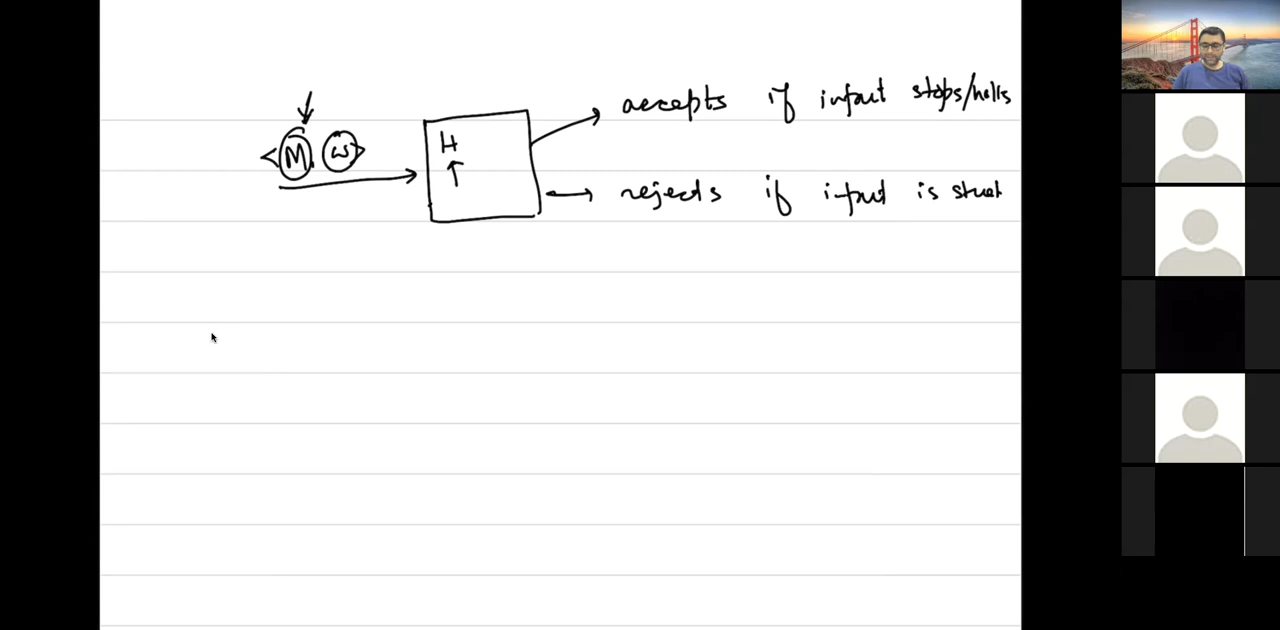 accepts if input stops/halts
<M, w> H
rejects if input is stuck